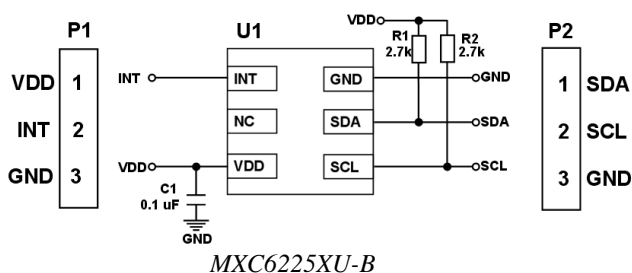 P1
VDD 1
INT 2
GND 3
U1
INT
INT
NC
VDD
VDD
GND
SDA
SCL
C1
0.1 uF
GND
VDD
R1
2.7k
R2
2.7k
GND
SDA
SCL
P2
1 SDA
2 SCL
3 GND
MXC6225XU-B